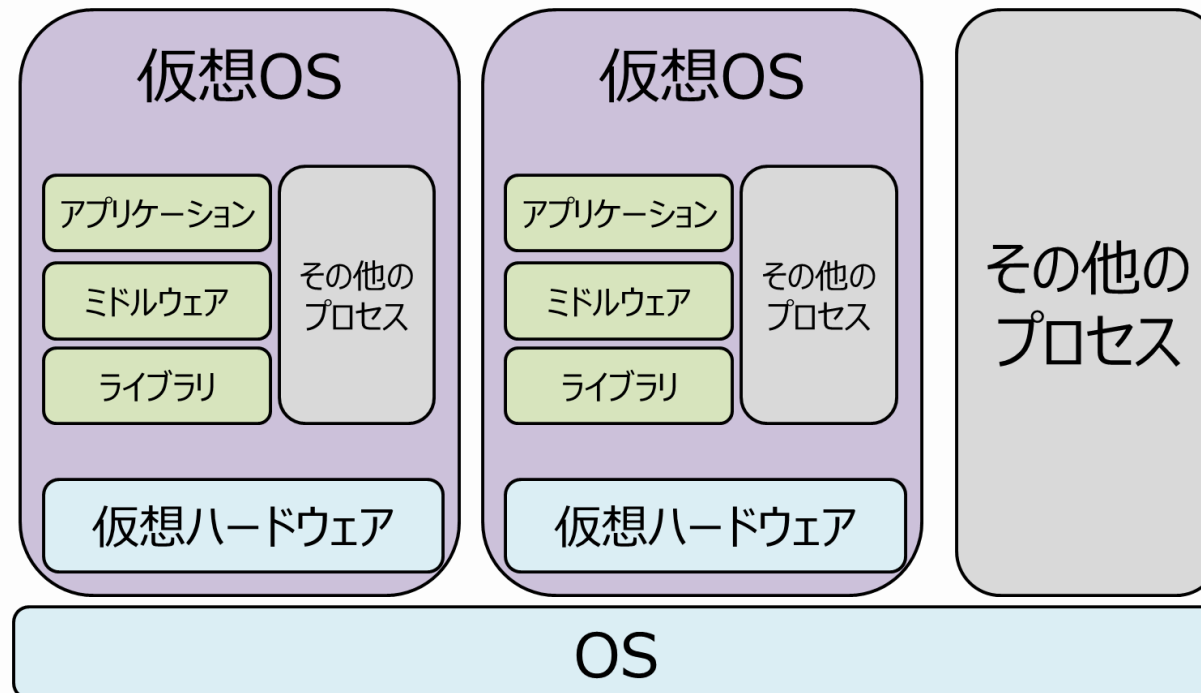 仮想OS
アプリケーション
ミドルウェア
ライブラリ
その他の
プロセス
仮想ハードウェア
仮想OS
アプリケーション
ミドルウェア
ライブラリ
その他の
プロセス
仮想ハードウェア
その他の
プロセス
OS